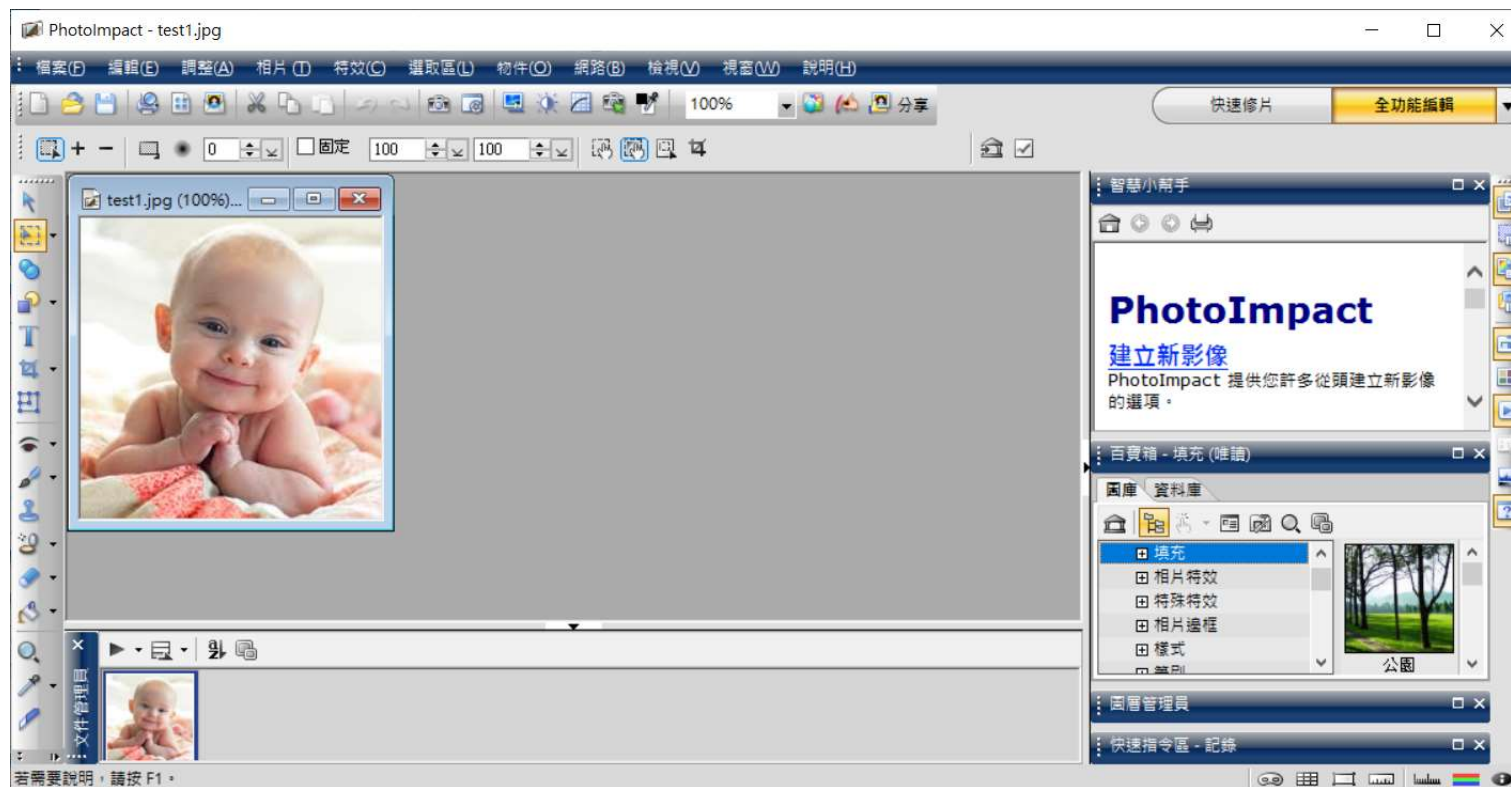 PhotoImpact - test1.jpg
檔案(F) 編輯(E) 調整(A) 相片(T) 特效(C) 選取區(L) 物件(O) 網路(B) 檢視(V) 視窗(W) 說明(H)
100% 分享 快速修片 全功能編輯
0 固定 100 100
test1.jpg (100%)...
智慧小幫手
PhotoImpact
建立新影像
PhotoImpact 提供您許多從頭建立新影像
的選項。
百寶箱 - 填充 (唯讀)
圖庫 資料庫
填充
相片特效
特殊特效
相片邊框
樣式
公園
文件管理員
圖層管理員
快速指令區 - 記錄
若需要說明,請按 F1。